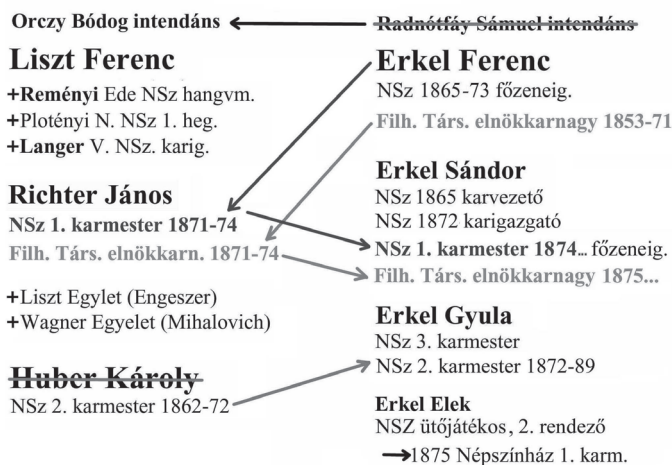 Orczy Bódog intendáns
Liszt Ferenc
+Reményi Ede NSz hangvm.
+Plotényi N. NSz 1. heg.
+Langer V. NSz. karig.
Richter János
NSz 1. karmester 1871-74
Filh. Társ. elnökkarn. 1871-74
+Liszt Egylet (Engeszer)
+Wagner Egyelet (Mihalovich)
Huber Károly
NSz 2. karmester 1862-72
Radnótfáy Sámuel intendáns
Erkel Ferenc
NSz 1865-73 főzeneig.
Filh. Társ. elnökkarnagy 1853-71
Erkel Sándor
NSz 1865 karvezető
NSz 1872 karigazgató
NSz 1. karmester 1874... főzeneig.
Filh. Társ. elnökkarnagy 1875...
Erkel Gyula
NSz 3. karmester
NSz 2. karmester 1872-89
Erkel Elek
NSZ ütőjátékos, 2. rendező
1875 Népszínház 1. karm.